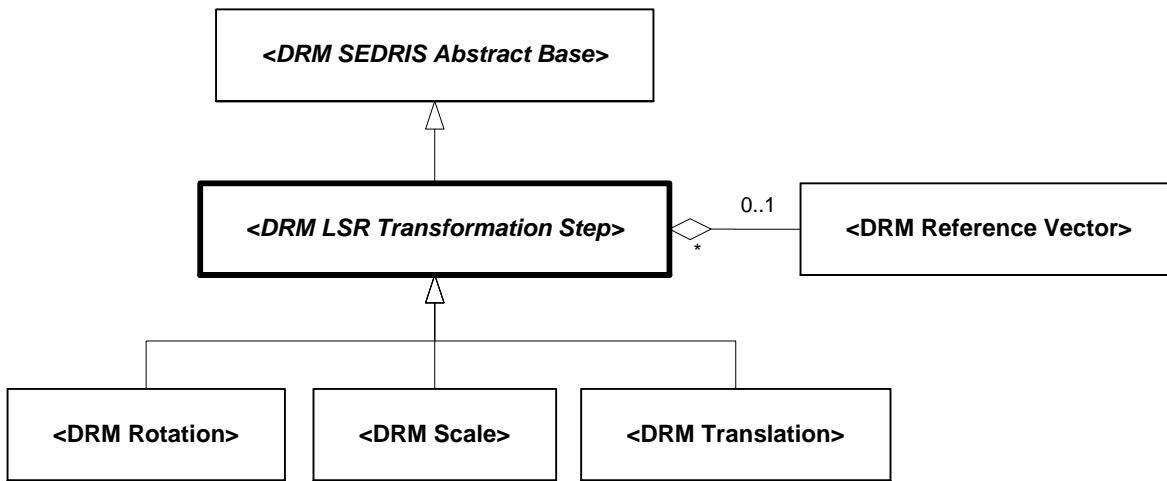 <DRM SEDRIS Abstract Base>
<DRM LSR Transformation Step>
0..1
*
<DRM Reference Vector>
<DRM Rotation>
<DRM Scale>
<DRM Translation>